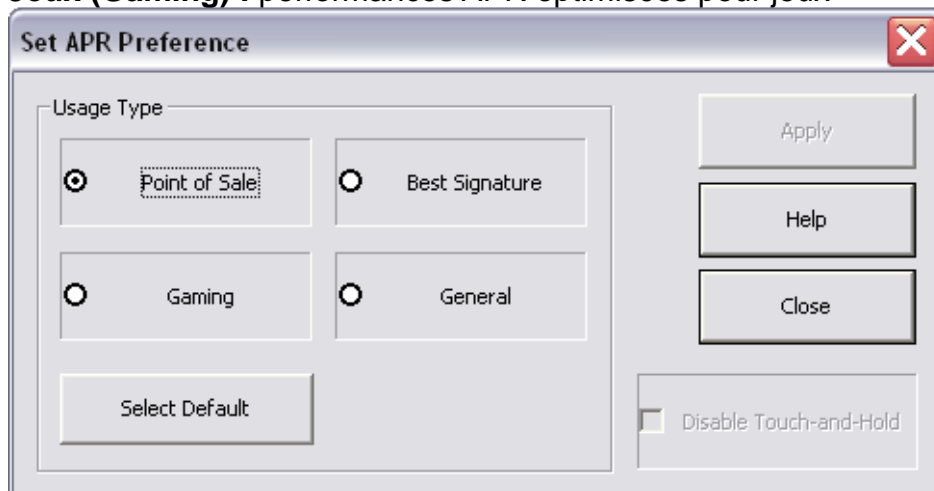 Jeux (Gaming) : performances APR optimisées pour jeux
Set APR Preference
Usage Type
Point of Sale
Best Signature
Gaming
General
Select Default
Apply
Help
Close
Disable Touch-and-Hold